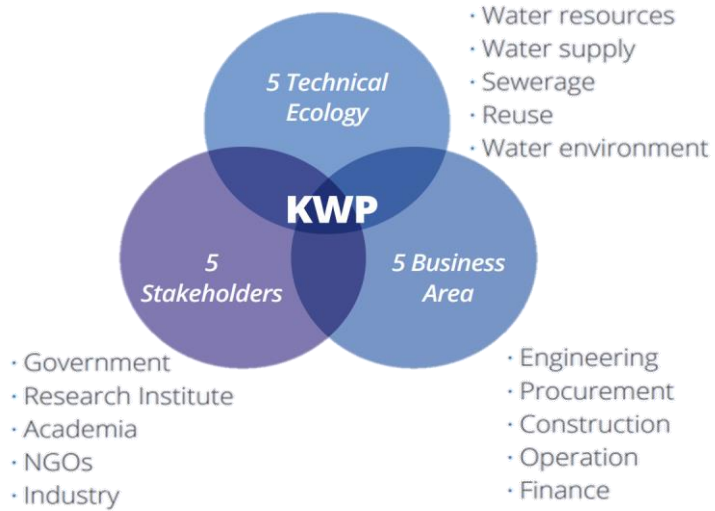 5 Technical
Ecology
· Water resources
· Water supply
· Sewerage
· Reuse
· Water environment
KWP
5
Stakeholders
5 Business
Area
· Government
· Research Institute
· Academia
· NGOs
· Industry
· Engineering
· Procurement
· Construction
· Operation
· Finance